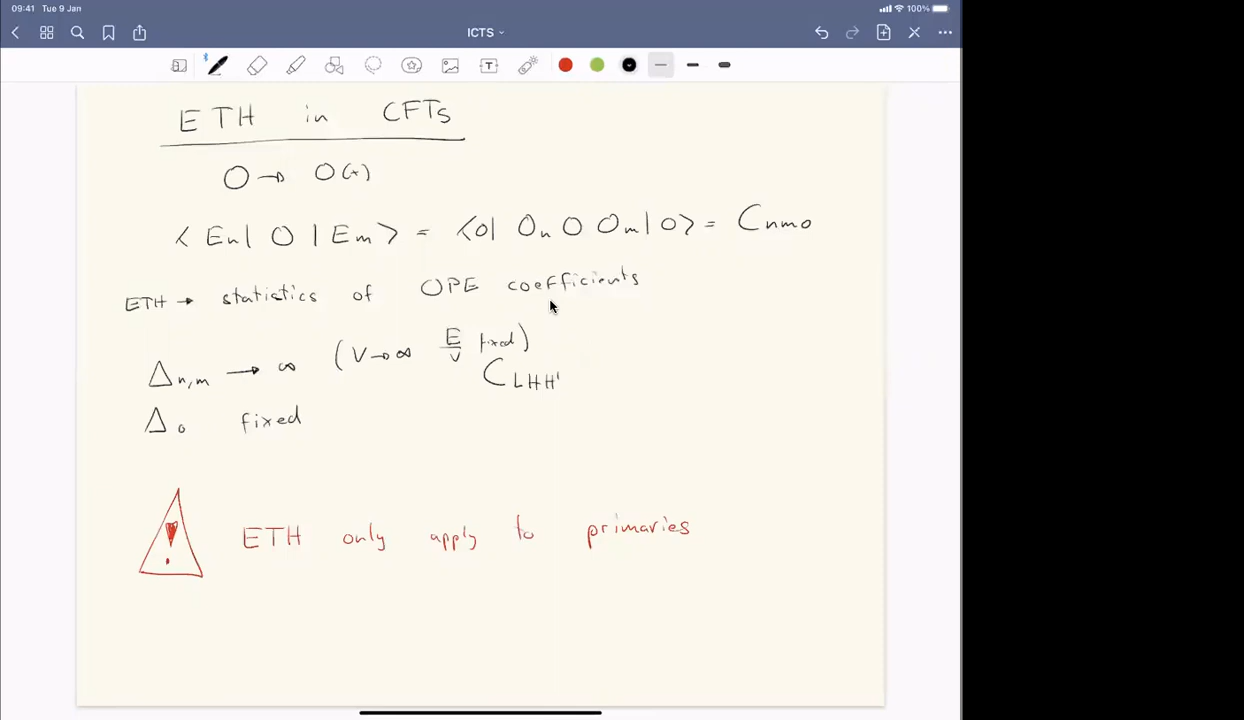 09:41 Tue 9 Jan
100%
ICTS
ETH in CFTs
O → O(x)
< En| O | Em > = <0| On O Om |0> = Cnmo
ETH → statistics of OPE coefficients
Δn,m → ∞ (V→∞ E/V fixed)
CLHH'
Δo fixed
! ETH only apply to primaries